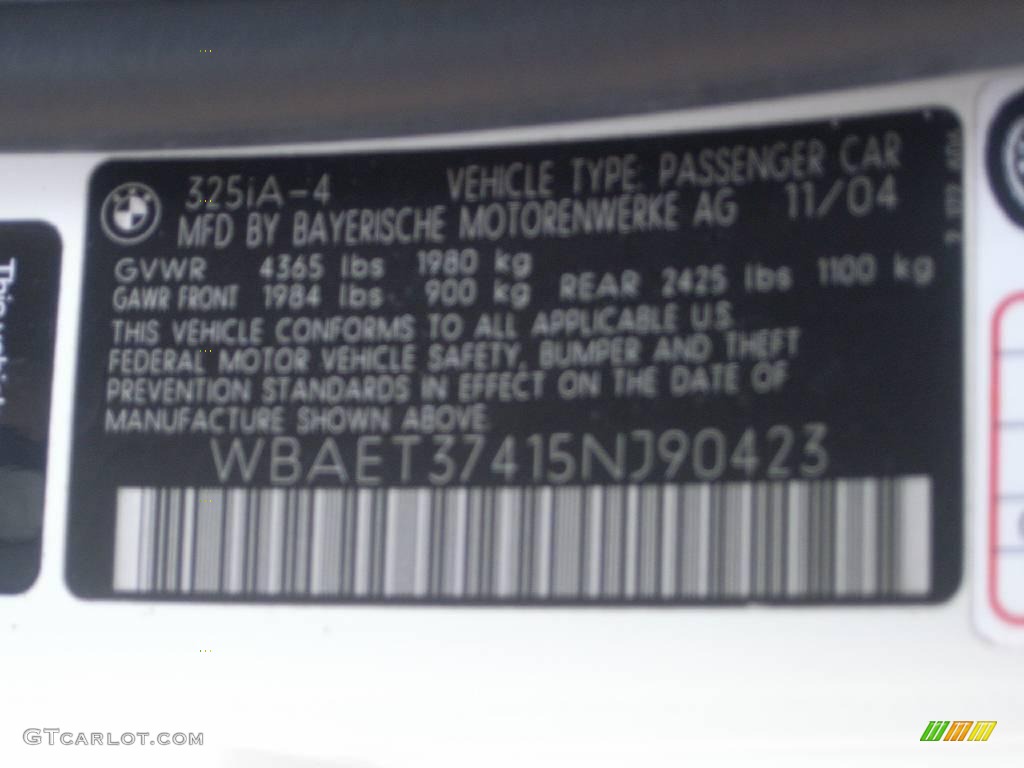 325iA-4 VEHICLE TYPE PASSENGER CAR
MFD BY BAYERISCHE MOTORENWERKE AG 11/04
GVWR 4365 lbs 1980 kg
GAWR FRONT 1984 lbs 900 kg REAR 2425 lbs 1100 kg
THIS VEHICLE CONFORMS TO ALL APPLICABLE U.S.
FEDERAL MOTOR VEHICLE SAFETY, BUMPER AND THEFT
PREVENTION STANDARDS IN EFFECT ON THE DATE OF
MANUFACTURE SHOWN ABOVE
WBAET37415NJ90423
This
GTCARLOT.COM